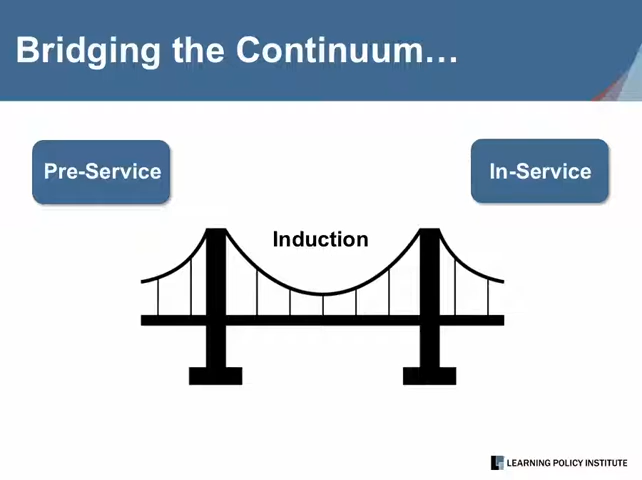 Bridging the Continuum…
Pre-Service
In-Service
Induction
LEARNING POLICY INSTITUTE